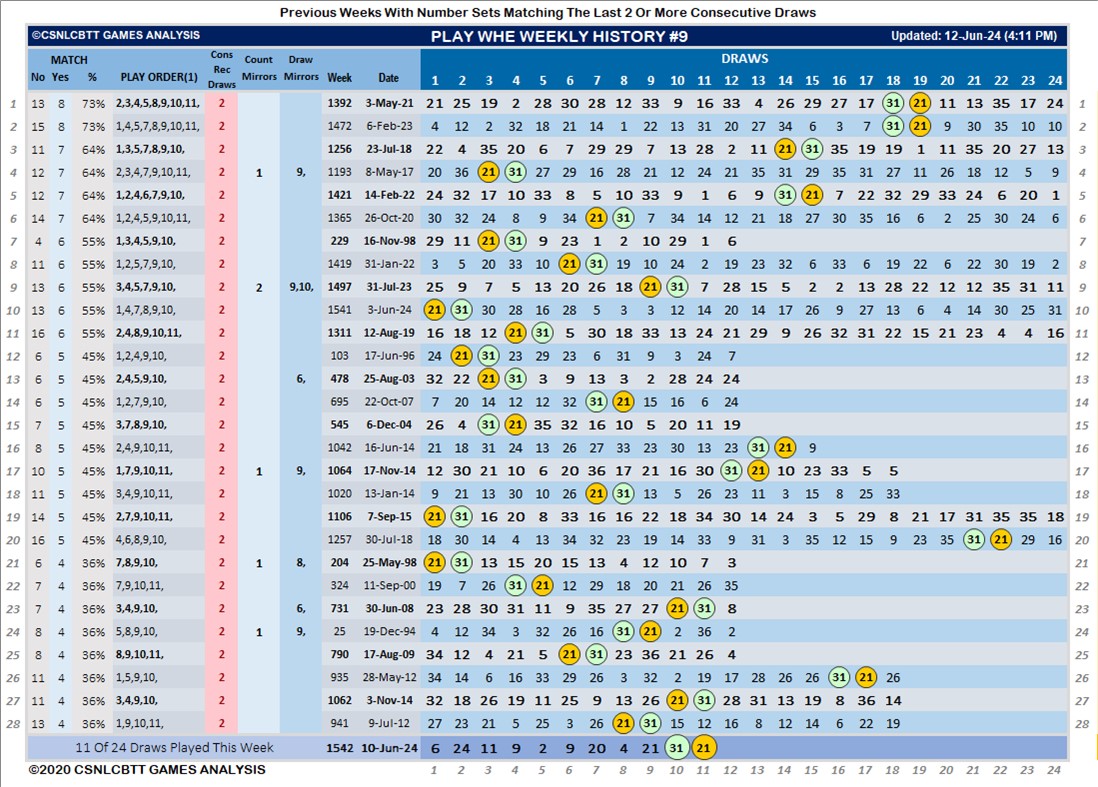 Previous Weeks With Number Sets Matching The Last 2 Or More Consecutive Draws
©CSNLCBTT GAMES ANALYSIS PLAY WHE WEEKLY HISTORY #9 Updated: 12-Jun-24 (4:11 PM)
MATCH Cons Rec Draws Count Mirrors Draw Mirrors DRAWS
No Yes % PLAY ORDER(1) Week Date 1 2 3 4 5 6 7 8 9 10 11 12 13 14 15 16 17 18 19 20 21 22 23 24
1 13 8 73% 2,3,4,5,8,9,10,11, 2 1392 3-May-21 21 25 19 2 28 30 28 12 33 9 16 33 4 26 29 27 17 31 21 11 13 35 17 24 1
2 15 8 73% 1,4,5,7,8,9,10,11, 2 1472 6-Feb-23 4 12 2 32 18 21 14 1 22 13 31 20 27 34 6 3 7 31 21 9 30 35 10 10 2
3 11 7 64% 1,3,5,7,8,9,10, 2 1256 23-Jul-18 22 4 35 20 6 7 29 29 7 13 28 2 11 21 31 35 19 19 1 11 35 20 27 13 3
4 12 7 64% 2,3,4,7,9,10,11, 2 1 9, 1193 8-May-17 20 36 21 31 27 29 16 28 21 12 24 21 35 31 29 35 31 27 11 26 18 12 5 9 4
5 12 7 64% 1,2,4,6,7,9,10, 2 1421 14-Feb-22 24 32 17 10 33 8 5 10 33 9 1 6 9 31 21 7 22 32 29 33 24 6 20 1 5
6 14 7 64% 1,2,4,5,9,10,11, 2 1365 26-Oct-20 30 32 24 8 9 34 21 31 7 34 14 12 21 18 27 30 35 16 6 2 25 30 24 6 6
7 4 6 55% 1,3,4,5,9,10, 2 229 16-Nov-98 29 11 21 31 9 23 1 2 10 29 1 6 7
8 11 6 55% 1,2,5,7,9,10, 2 1419 31-Jan-22 3 5 20 33 10 21 31 19 10 24 2 19 23 32 6 33 6 19 22 6 22 30 19 2 8
9 13 6 55% 3,4,5,7,9,10, 2 2 9,10, 1497 31-Jul-23 25 9 7 5 13 20 26 18 21 31 7 28 15 5 2 2 13 28 22 12 12 35 31 11 9
10 13 6 55% 1,4,7,8,9,10, 2 1541 3-Jun-24 21 31 30 28 16 28 5 3 3 12 14 20 14 17 26 9 27 13 6 4 14 30 25 31 10
11 16 6 55% 2,4,8,9,10,11, 2 1311 12-Aug-19 16 18 12 21 31 5 30 18 33 13 24 21 29 9 26 32 31 22 15 21 23 4 4 16 11
12 6 5 45% 1,2,4,9,10, 2 103 17-Jun-96 24 21 31 23 29 23 6 31 9 3 24 7 12
13 6 5 45% 2,4,5,9,10, 2 6, 478 25-Aug-03 32 22 21 31 3 9 13 3 2 28 24 24 13
14 6 5 45% 1,2,7,9,10, 2 695 22-Oct-07 7 20 14 12 12 32 31 21 15 16 6 24 14
15 7 5 45% 3,7,8,9,10, 2 545 6-Dec-04 26 4 31 21 35 32 16 10 5 20 11 19 15
16 8 5 45% 2,4,9,10,11, 2 1042 16-Jun-14 21 18 31 24 13 26 27 33 23 30 13 23 31 21 9 16
17 10 5 45% 1,7,9,10,11, 2 1 9, 1064 17-Nov-14 12 30 21 10 6 20 36 17 21 16 30 31 21 10 23 33 5 5 17
18 11 5 45% 3,4,9,10,11, 2 1020 13-Jan-14 9 21 13 30 10 26 21 31 13 5 26 23 11 3 15 8 25 33 18
19 14 5 45% 2,7,9,10,11, 2 1106 7-Sep-15 21 31 16 20 8 33 16 16 22 18 34 30 14 24 3 5 29 8 21 17 31 35 35 18 19
20 16 5 45% 4,6,8,9,10, 2 1257 30-Jul-18 18 30 14 4 13 34 32 23 19 14 33 9 31 3 35 12 15 9 23 35 31 21 29 16 20
21 6 4 36% 7,8,9,10, 2 1 8, 204 25-May-98 21 31 13 15 20 15 13 4 12 10 7 3 21
22 7 4 36% 7,9,10,11, 2 324 11-Sep-00 19 7 26 31 21 12 29 18 20 21 26 35 22
23 7 4 36% 3,4,9,10, 2 6, 731 30-Jun-08 23 28 30 31 11 9 35 27 27 21 31 8 23
24 8 4 36% 5,8,9,10, 2 1 9, 25 19-Dec-94 4 12 34 3 32 26 16 31 21 2 36 2 24
25 8 4 36% 8,9,10,11, 2 790 17-Aug-09 34 12 4 21 5 21 31 23 36 21 26 4 25
26 11 4 36% 1,5,9,10, 2 935 28-May-12 34 14 6 16 33 29 26 3 32 2 19 17 28 26 26 31 21 26 26
27 11 4 36% 3,4,9,10, 2 1062 3-Nov-14 32 18 26 19 11 25 9 13 26 21 31 28 31 13 19 8 36 14 27
28 13 4 36% 1,9,10,11, 2 941 9-Jul-12 27 23 21 5 25 3 26 21 31 15 12 16 8 12 14 6 22 19 28
11 Of 24 Draws Played This Week 1542 10-Jun-24 6 24 11 9 2 9 20 4 21 31 21
©2020 CSNLCBTT GAMES ANALYSIS 1 2 3 4 5 6 7 8 9 10 11 12 13 14 15 16 17 18 19 20 21 22 23 24